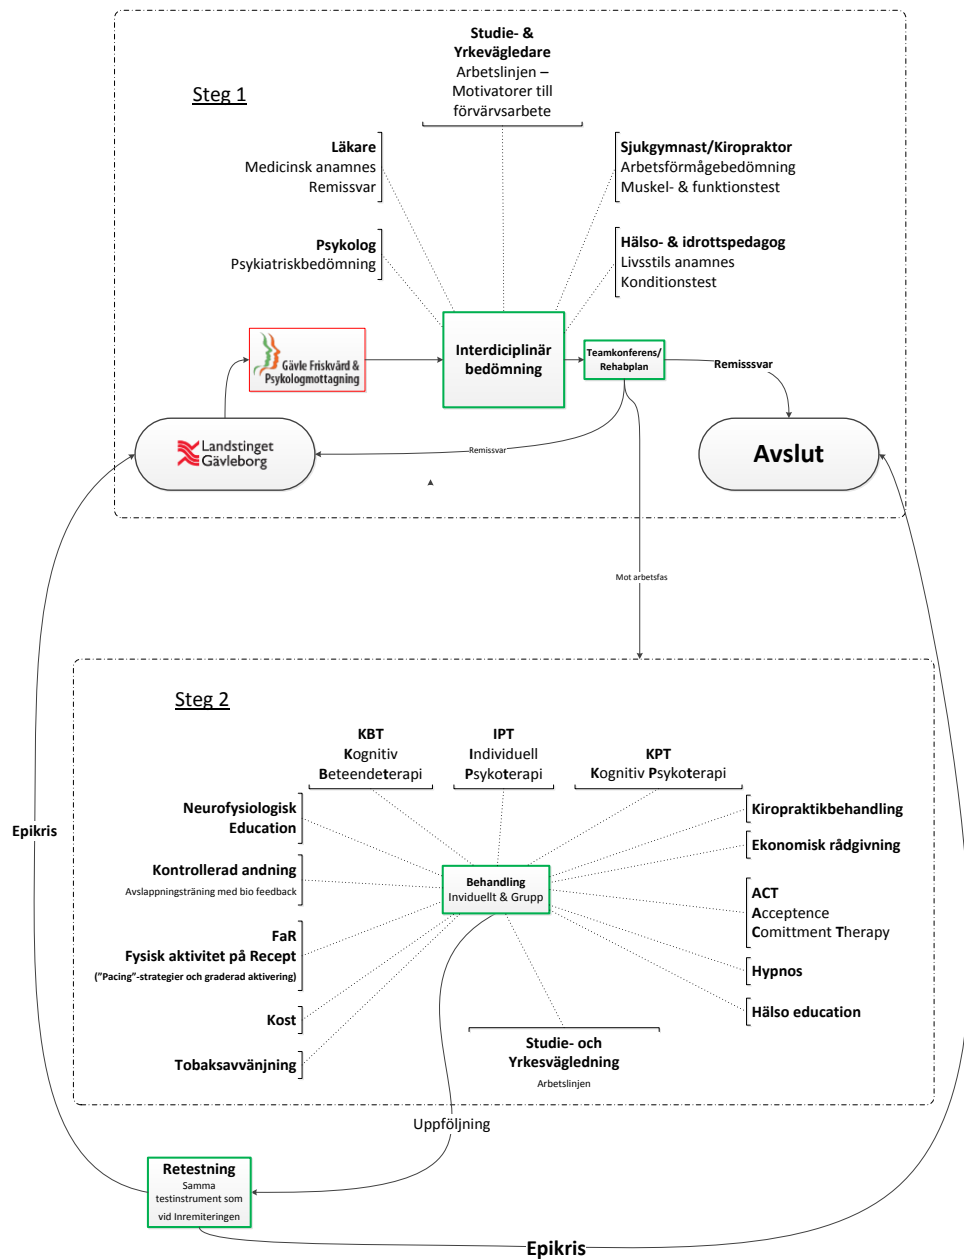 Steg 1
Studie- &
Yrkevägledare
Arbetslinjen –
Motivatorer till
förvärvsarbete
Läkare
Medicinsk anamnes
Remissvar
Sjukgymnast/Kiropraktor
Arbetsförmågebedömning
Muskel- & funktionstest
Psykolog
Psykiatriskbedömning
Hälso- & idrottspedagog
Livsstils anamnes
Konditionstest
Gävle Friskvård &
Psykologmottagning
Interdiciplinär
bedömning
Teamkonferens/
Rehabplan
Remisssvar
Landstinget
Gävleborg
Remissvar
Avslut
Mot arbetsfas
Steg 2
KBT
Kognitiv
Beteendeterapi
IPT
Individuell
Psykoterapi
KPT
Kognitiv Psykoterapi
Neurofysiologisk
Education
Kontrollerad andning
Avslappningsträning med bio feedback
FaR
Fysisk aktivitet på Recept
("Pacing"-strategier och graderad aktivering)
Kost
Tobaksavvänjning
Behandling
Inviduellt & Grupp
Kiropraktikbehandling
Ekonomisk rådgivning
ACT
Acceptence
Comittment Therapy
Hypnos
Hälso education
Studie- och
Yrkesvägledning
Arbetslinjen
Epikris
Uppföljning
Retestning
Samma
testinstrument som
vid Inremiteringen
Epikris